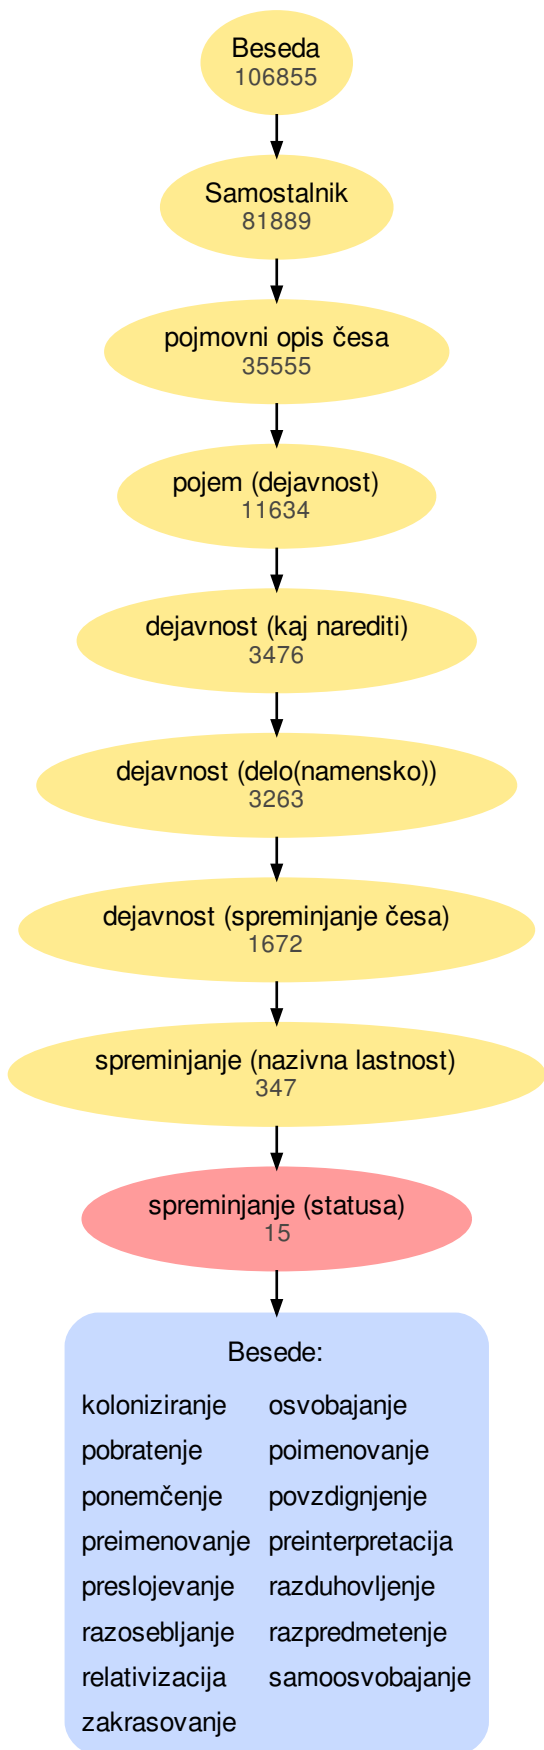 Beseda
106855
Samostalnik
81889
pojmovni opis česa
35555
pojem (dejavnost)
11634
dejavnost (kaj narediti)
3476
dejavnost (delo(namensko))
3263
dejavnost (spreminjanje česa)
1672
spreminjanje (nazivna lastnost)
347
spreminjanje (statusa)
15
Besede:
koloniziranje osvobajanje
pobratenje poimenovanje
ponemčenje povzdignjenje
preimenovanje preinterpretacija
preslojevanje razduhovljenje
razosebljanje razpredmetenje
relativizacija samoosvobajanje
zakrasovanje